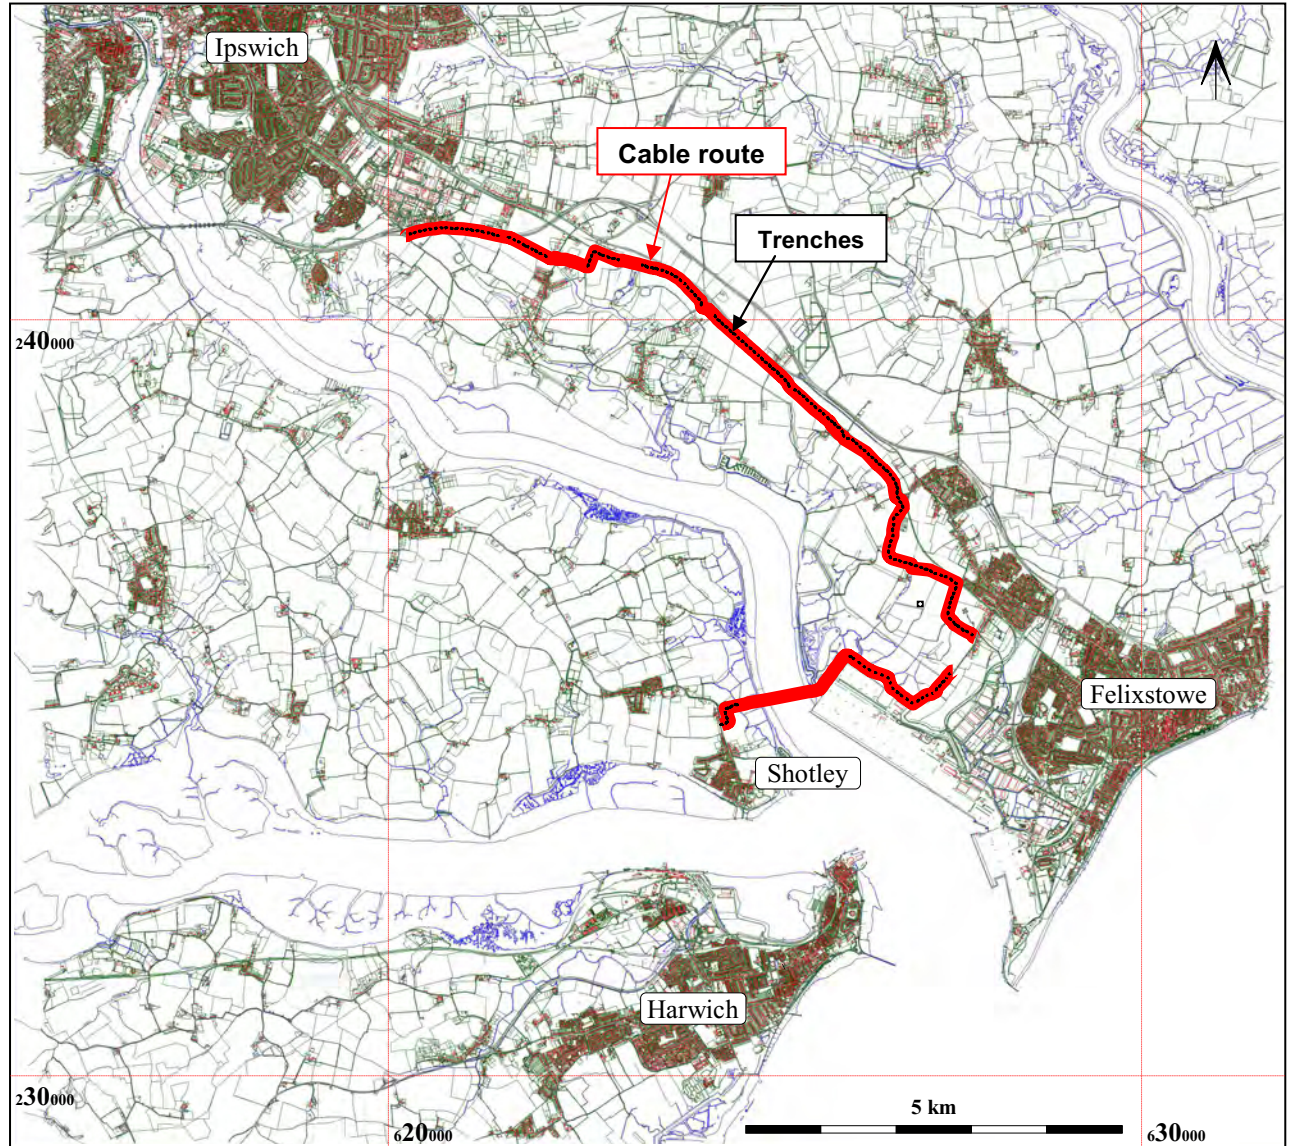 Ipswich
Cable route
Trenches
240000
Felixstowe
Shotley
Harwich
230000
620000
5 km
630000